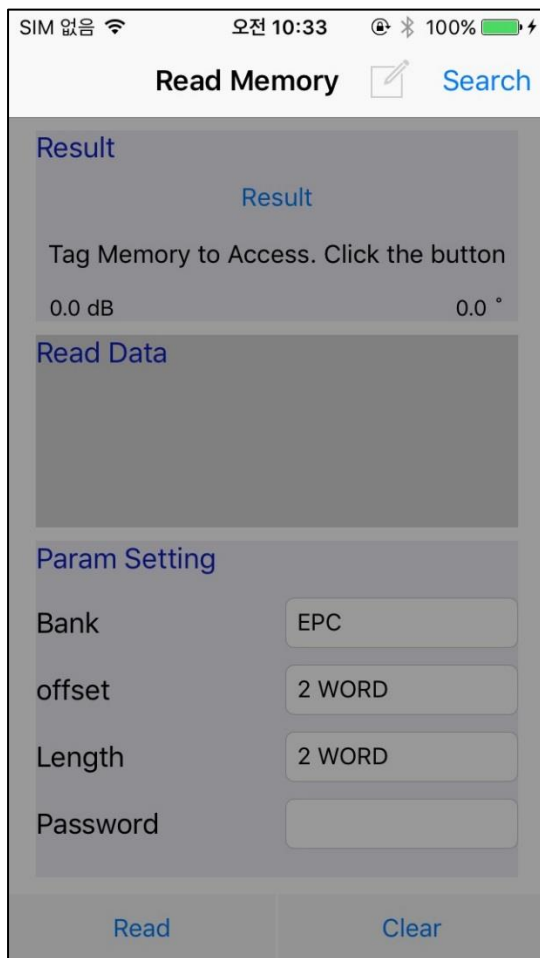 SIM 없음 오전 10:33 100%
Read Memory Search
Result
Result
Tag Memory to Access. Click the button
0.0 dB 0.0 °
Read Data
Param Setting
Bank EPC
offset 2 WORD
Length 2 WORD
Password
Read Clear